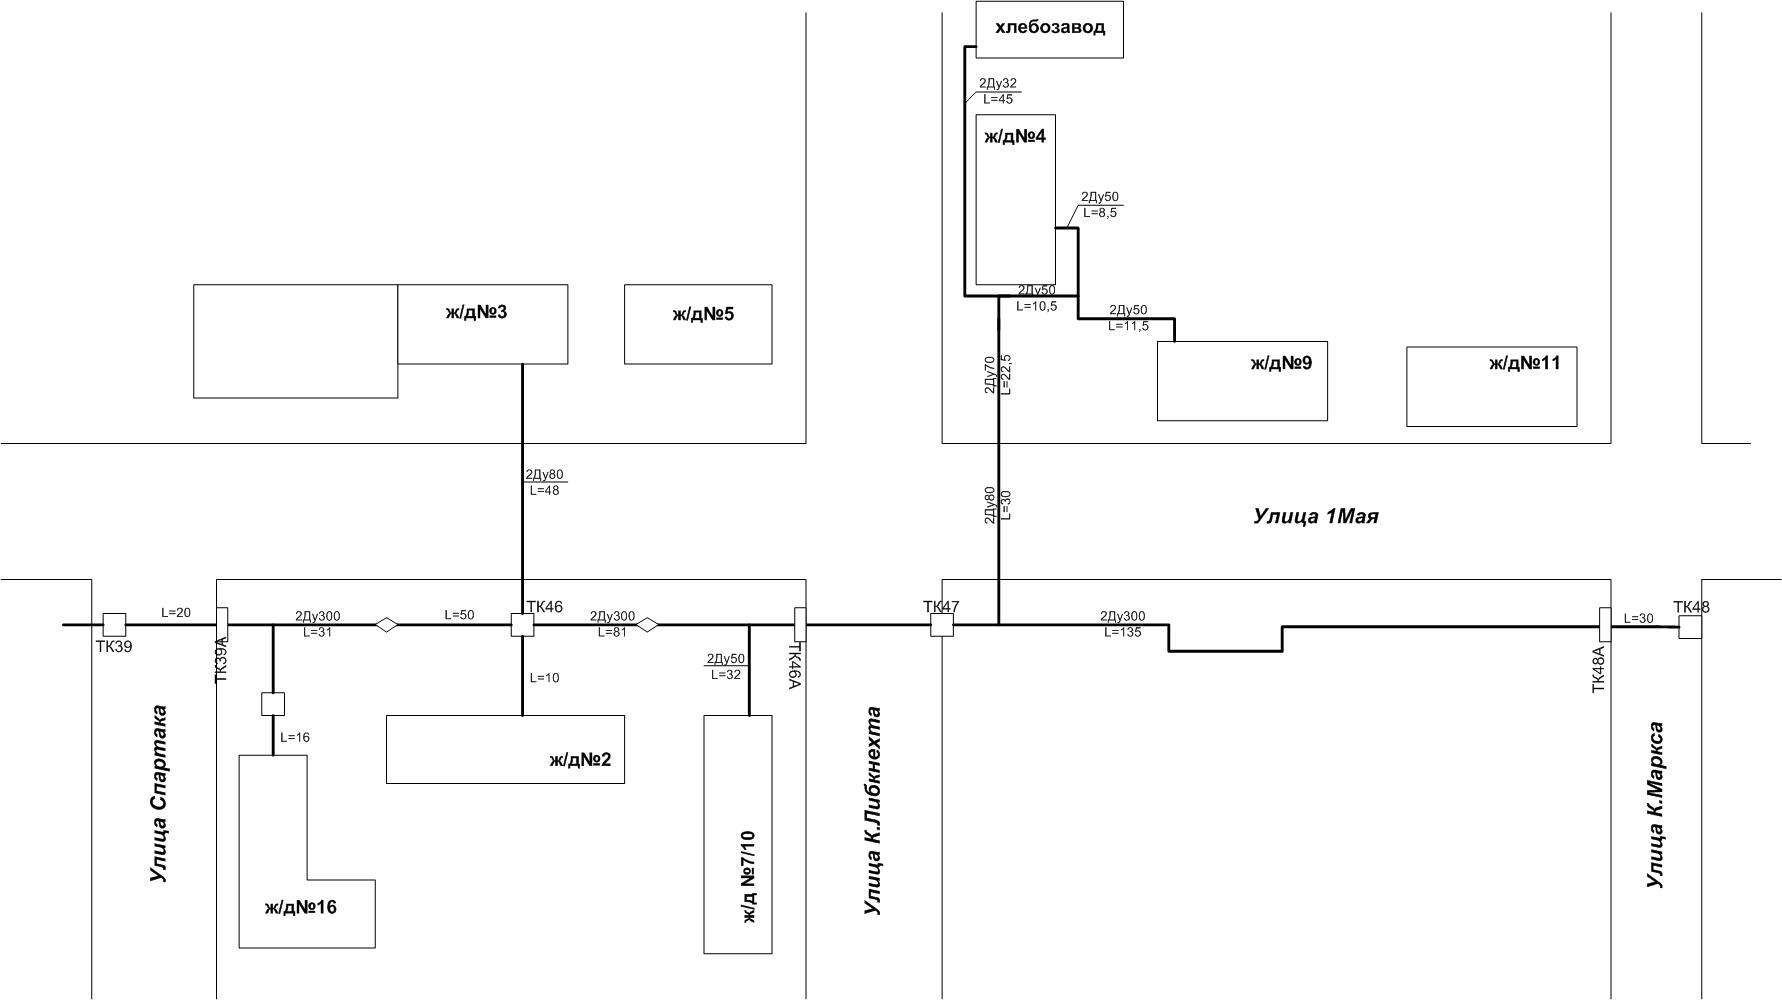 хлебозавод
2Ду32
L=45
ж/д№4
2Ду50
L=8,5
2Ду50
L=10,5
2Ду50
L=11,5
ж/д№3
ж/д№5
ж/д№9
ж/д№11
2Ду70
L=22,5
2Ду80
L=48
2Ду80
L=30
Улица 1Мая
ТК39
L=20
ТК39А
2Ду300
L=31
L=50
ТК46
2Ду300
L=81
ТК46А
ТК47
2Ду300
L=135
ТК48А
L=30
ТК48
2Ду50
L=32
L=10
L=16
ж/д№2
ж/д №7/10
ж/д№16
Улица Спартака
Улица К.Либкнехта
Улица К.Маркса